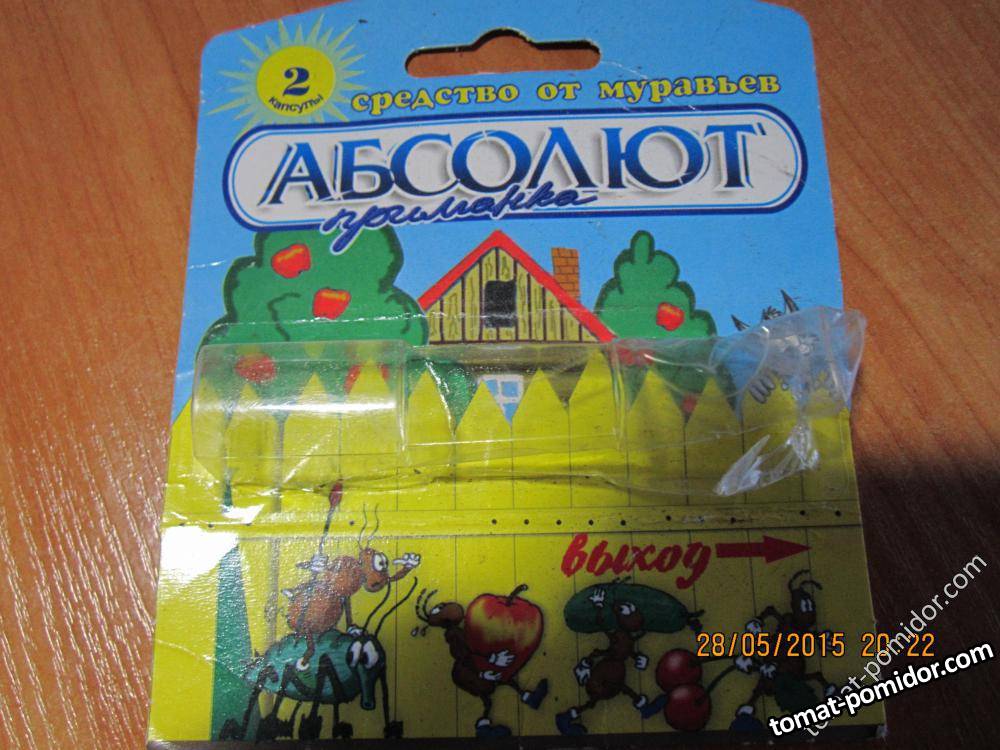 2
капсулы
средство от муравьев
АБСОЛЮТ
приманка
выход
28/05/2015 20:22
tomat-pomidor.com
tomat-pomidor.com